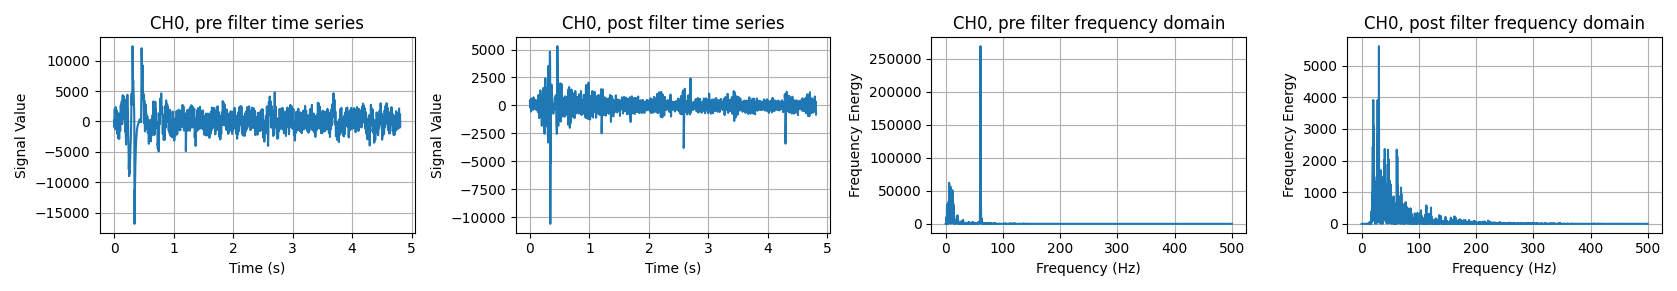 CH0, pre filter time series
10000
5000
0
−5000
−10000
−15000
0 1 2 3 4 5
Signal Value
Time (s)
CH0, post filter time series
5000
2500
0
−2500
−5000
−7500
−10000
0 1 2 3 4 5
Signal Value
Time (s)
CH0, pre filter frequency domain
250000
200000
150000
100000
50000
0
0 100 200 300 400 500
Frequency Energy
Frequency (Hz)
CH0, post filter frequency domain
5000
4000
3000
2000
1000
0
0 100 200 300 400 500
Frequency Energy
Frequency (Hz)